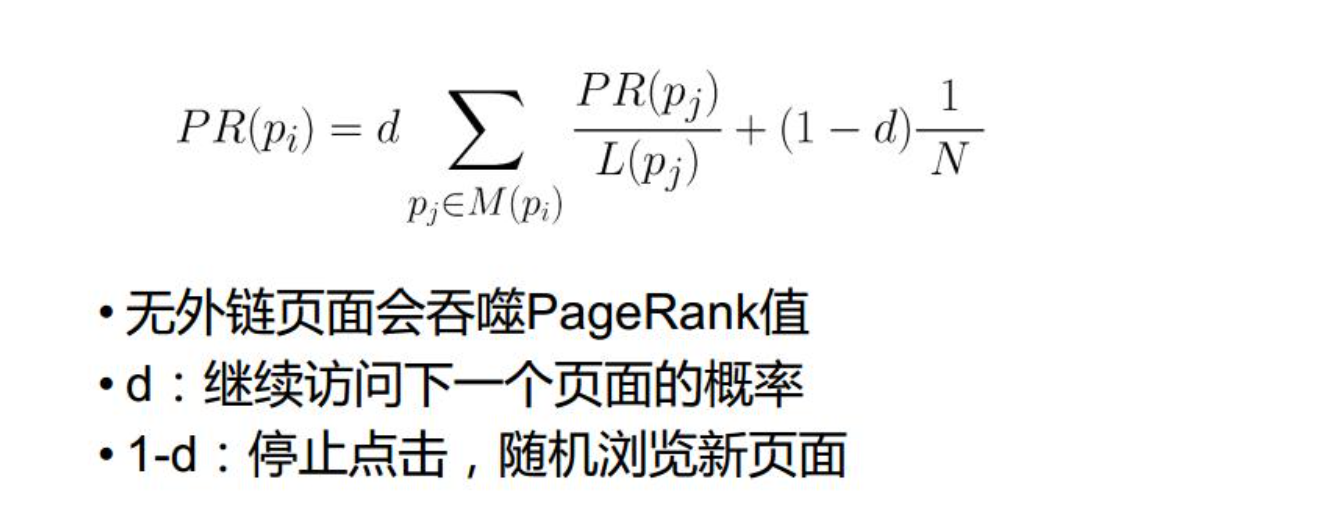 PR(p_i) = d \sum_{p_j \in M(p_i)} \frac{PR(p_j)}{L(p_j)} + (1 - d)\frac{1}{N}
• 无外链页面会吞噬PageRank值
• d：继续访问下一个页面的概率
• 1-d：停止点击，随机浏览新页面